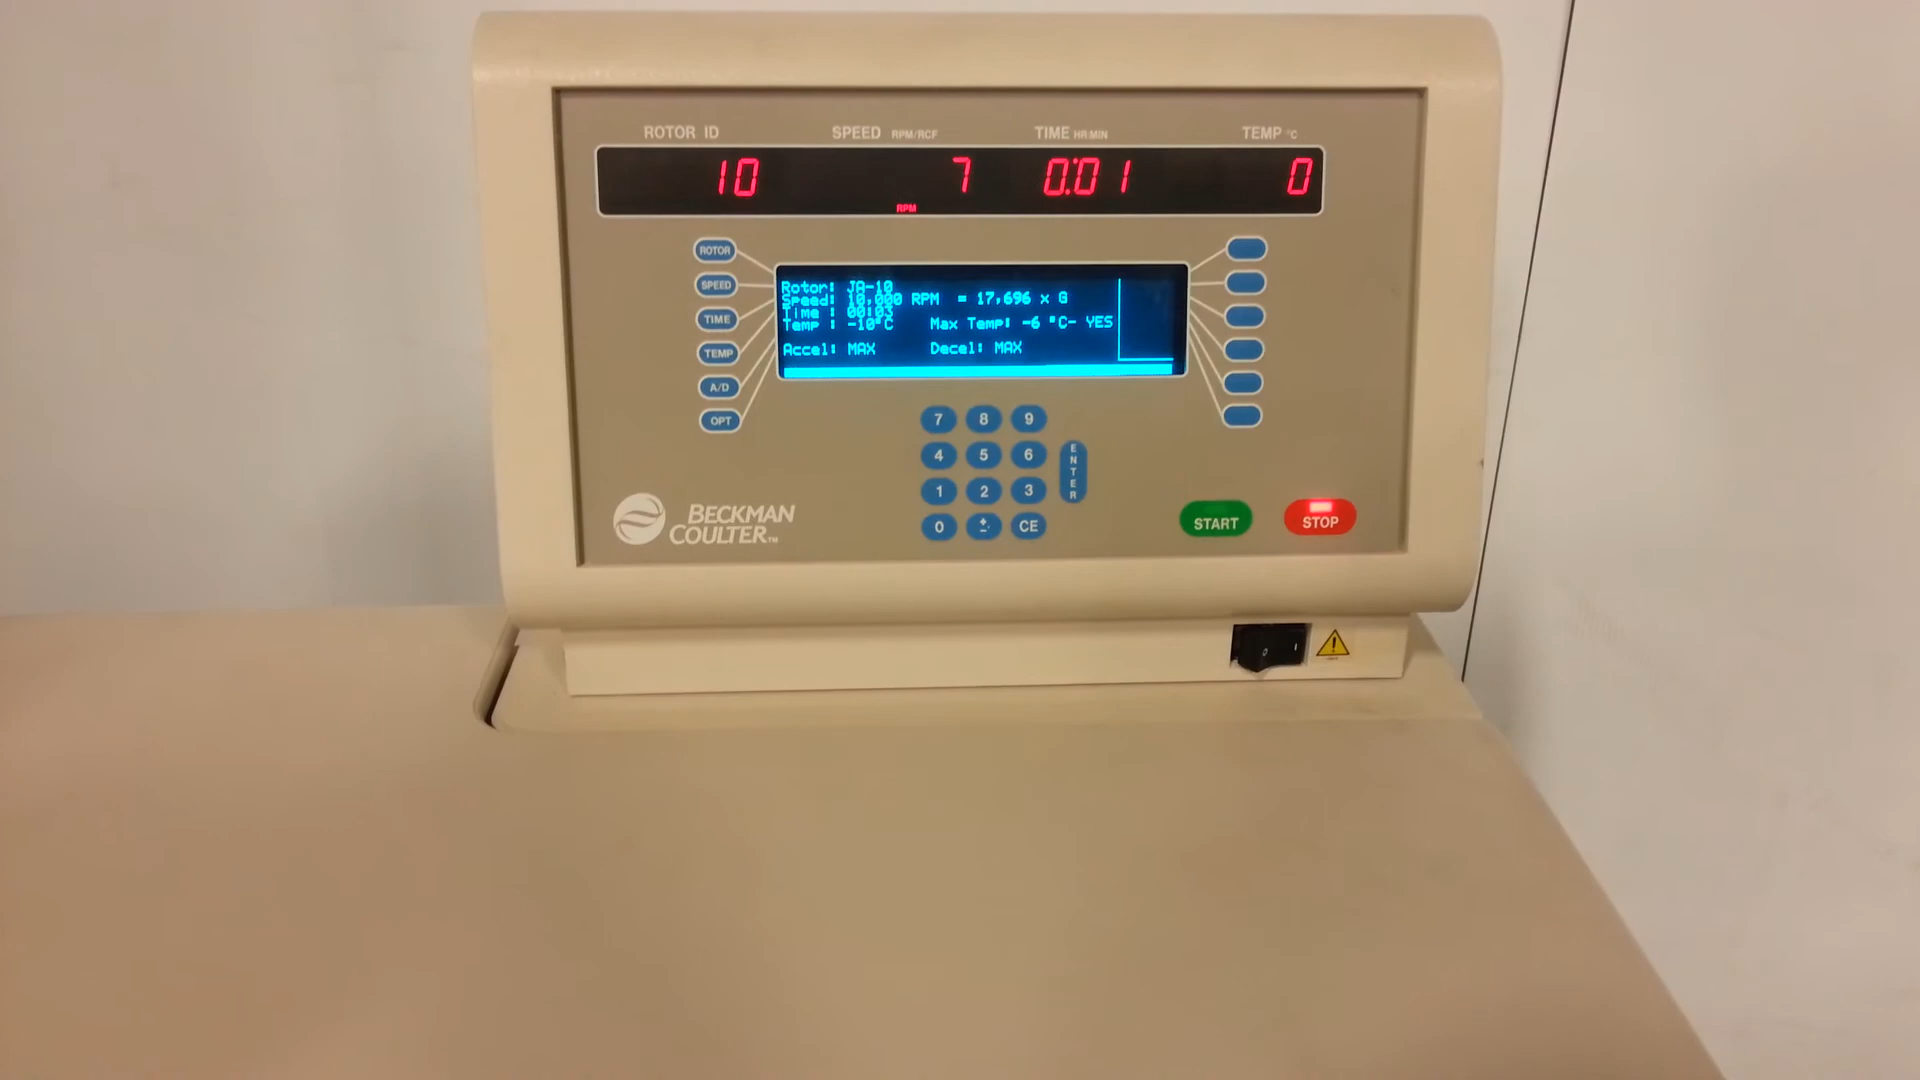 ROTOR ID SPEED RPM/RCF TIME HR:MIN TEMP °C
10 7 0:01 0
RPM
ROTOR
SPEED
TIME
TEMP
A/D
OPT
Rotor: JA-10
Speed: 10,000 RPM = 17,696 x G
Time : 00:03
Temp : -10°C Max Temp: -6 °C- YES
Accel: MAX Decel: MAX
7 8 9
4 5 6
1 2 3
0 +/- CE
ENTER
BECKMAN
COULTER™
START STOP
O I